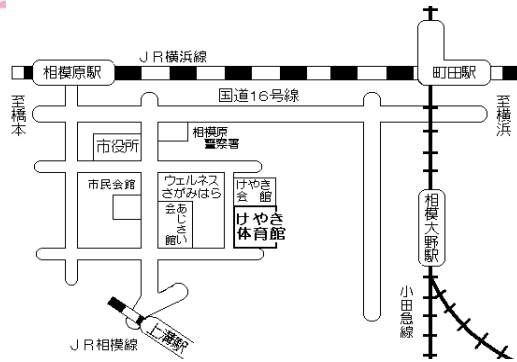 JR横浜線
相模原駅
町田駅
至橋本
国道16号線
至横浜
市役所
相模原
警察署
市民会館
ウェルネス
さがみはら
けやき
会館
あじさい
会館
けやき
体育館
相模大野駅
小田急線
上溝駅
JR相模線